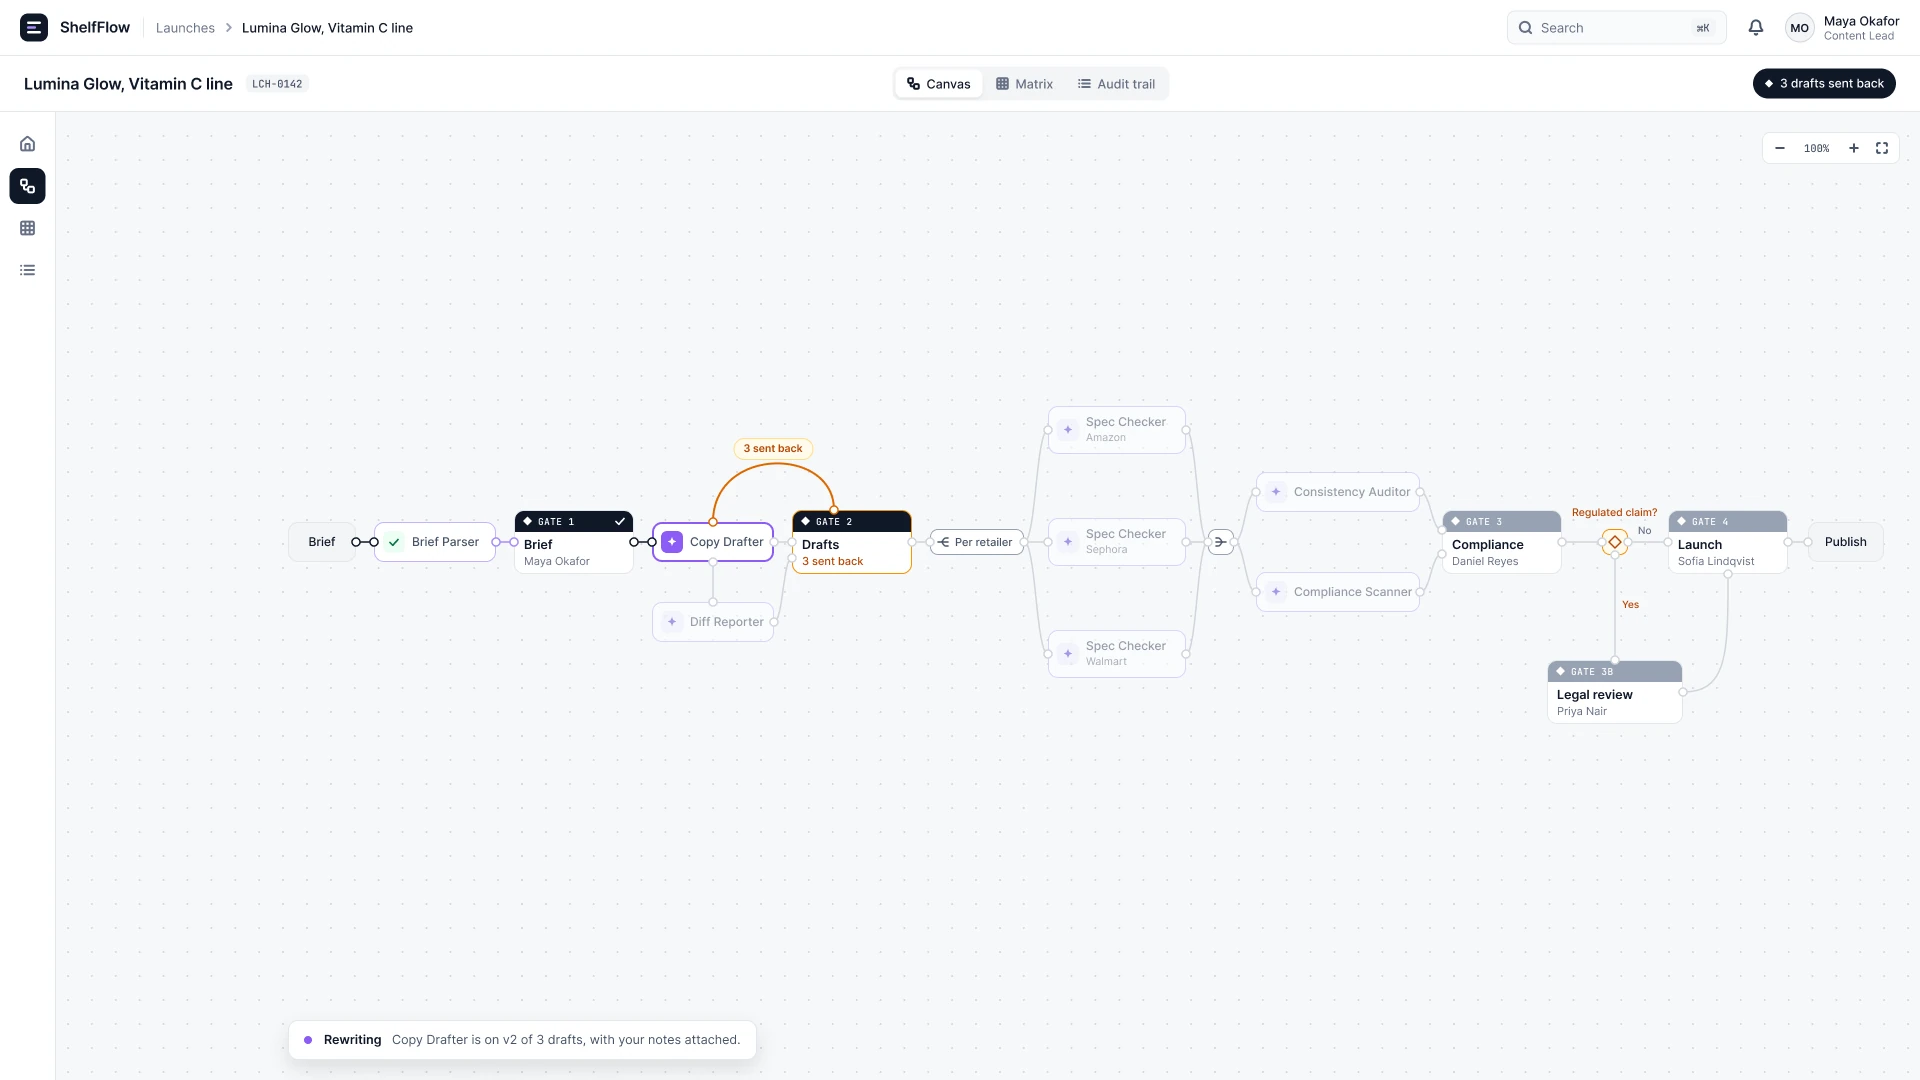 ShelfFlow
Launches
Lumina Glow, Vitamin C line
Search
⌘K
MO
Maya Okafor
Content Lead
Lumina Glow, Vitamin C line
LCH-0142
Canvas
Matrix
Audit trail
3 drafts sent back
100%
3 sent back
Brief
Brief Parser
GATE 1
Brief
Maya Okafor
Copy Drafter
Diff Reporter
GATE 2
Drafts
3 sent back
Per retailer
Spec Checker
Amazon
Spec Checker
Sephora
Spec Checker
Walmart
Consistency Auditor
Compliance Scanner
GATE 3
Compliance
Daniel Reyes
Regulated claim?
No
Yes
GATE 3B
Legal review
Priya Nair
GATE 4
Launch
Sofia Lindqvist
Publish
Rewriting Copy Drafter is on v2 of 3 drafts, with your notes attached.